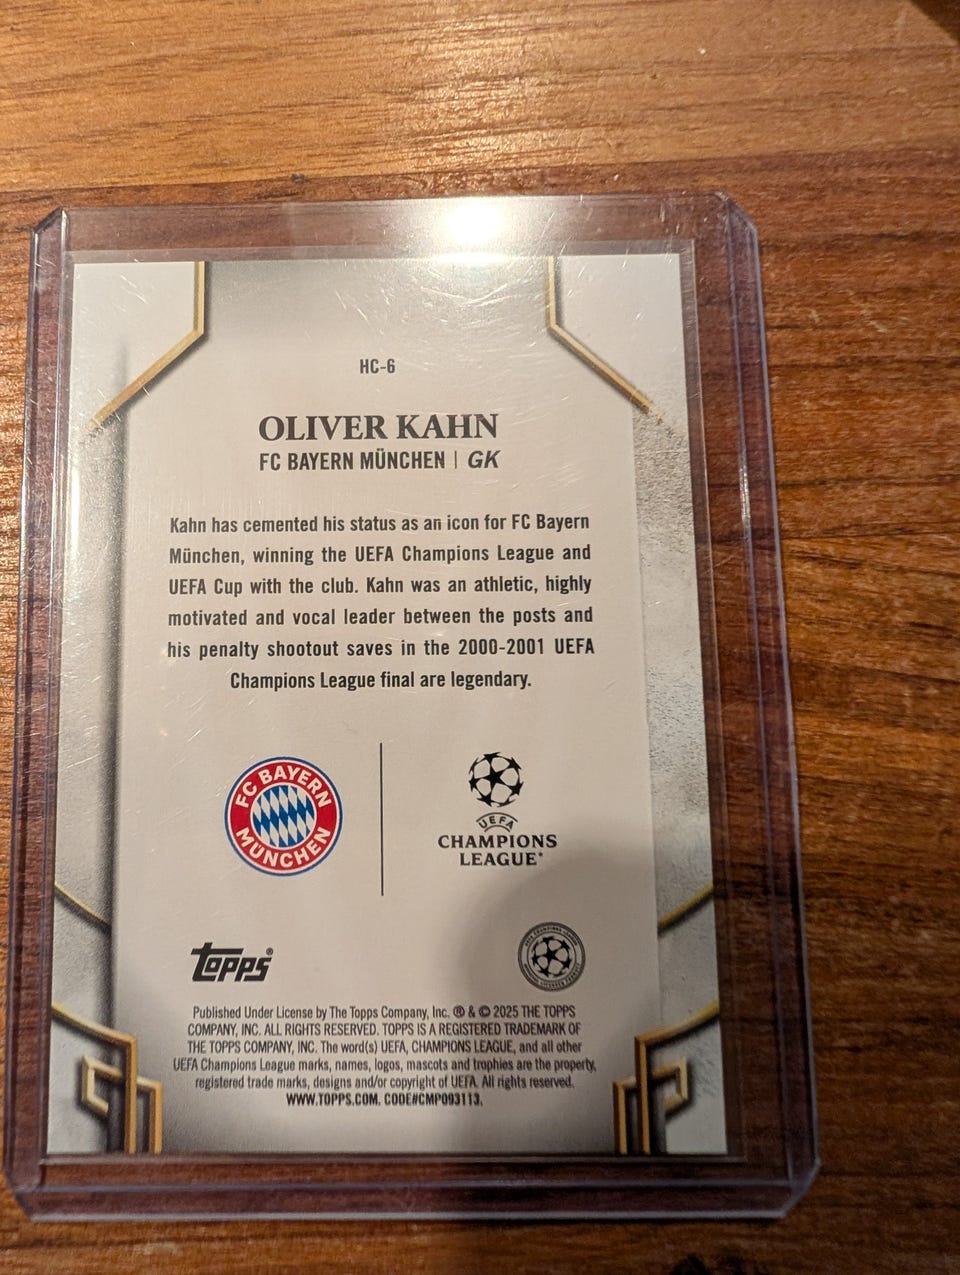 HC-6
OLIVER KAHN
FC BAYERN MÜNCHEN | GK
Kahn has cemented his status as an icon for FC Bayern
München, winning the UEFA Champions League and
UEFA Cup with the club. Kahn was an athletic, highly
motivated and vocal leader between the posts and
his penalty shootout saves in the 2000-2001 UEFA
Champions League final are legendary.
FC BAYERN
MÜNCHEN
UEFA
CHAMPIONS
LEAGUE®
topps®
Published Under License by The Topps Company, Inc. ® & © 2025 THE TOPPS
COMPANY, INC. ALL RIGHTS RESERVED. TOPPS IS A REGISTERED TRADEMARK OF
THE TOPPS COMPANY, INC. The word(s) UEFA, CHAMPIONS LEAGUE, and all other
UEFA Champions League marks, names, logos, mascots and trophies are the property,
registered trade marks, designs and/or copyright of UEFA. All rights reserved.
WWW.TOPPS.COM. CODE#CMP093113.